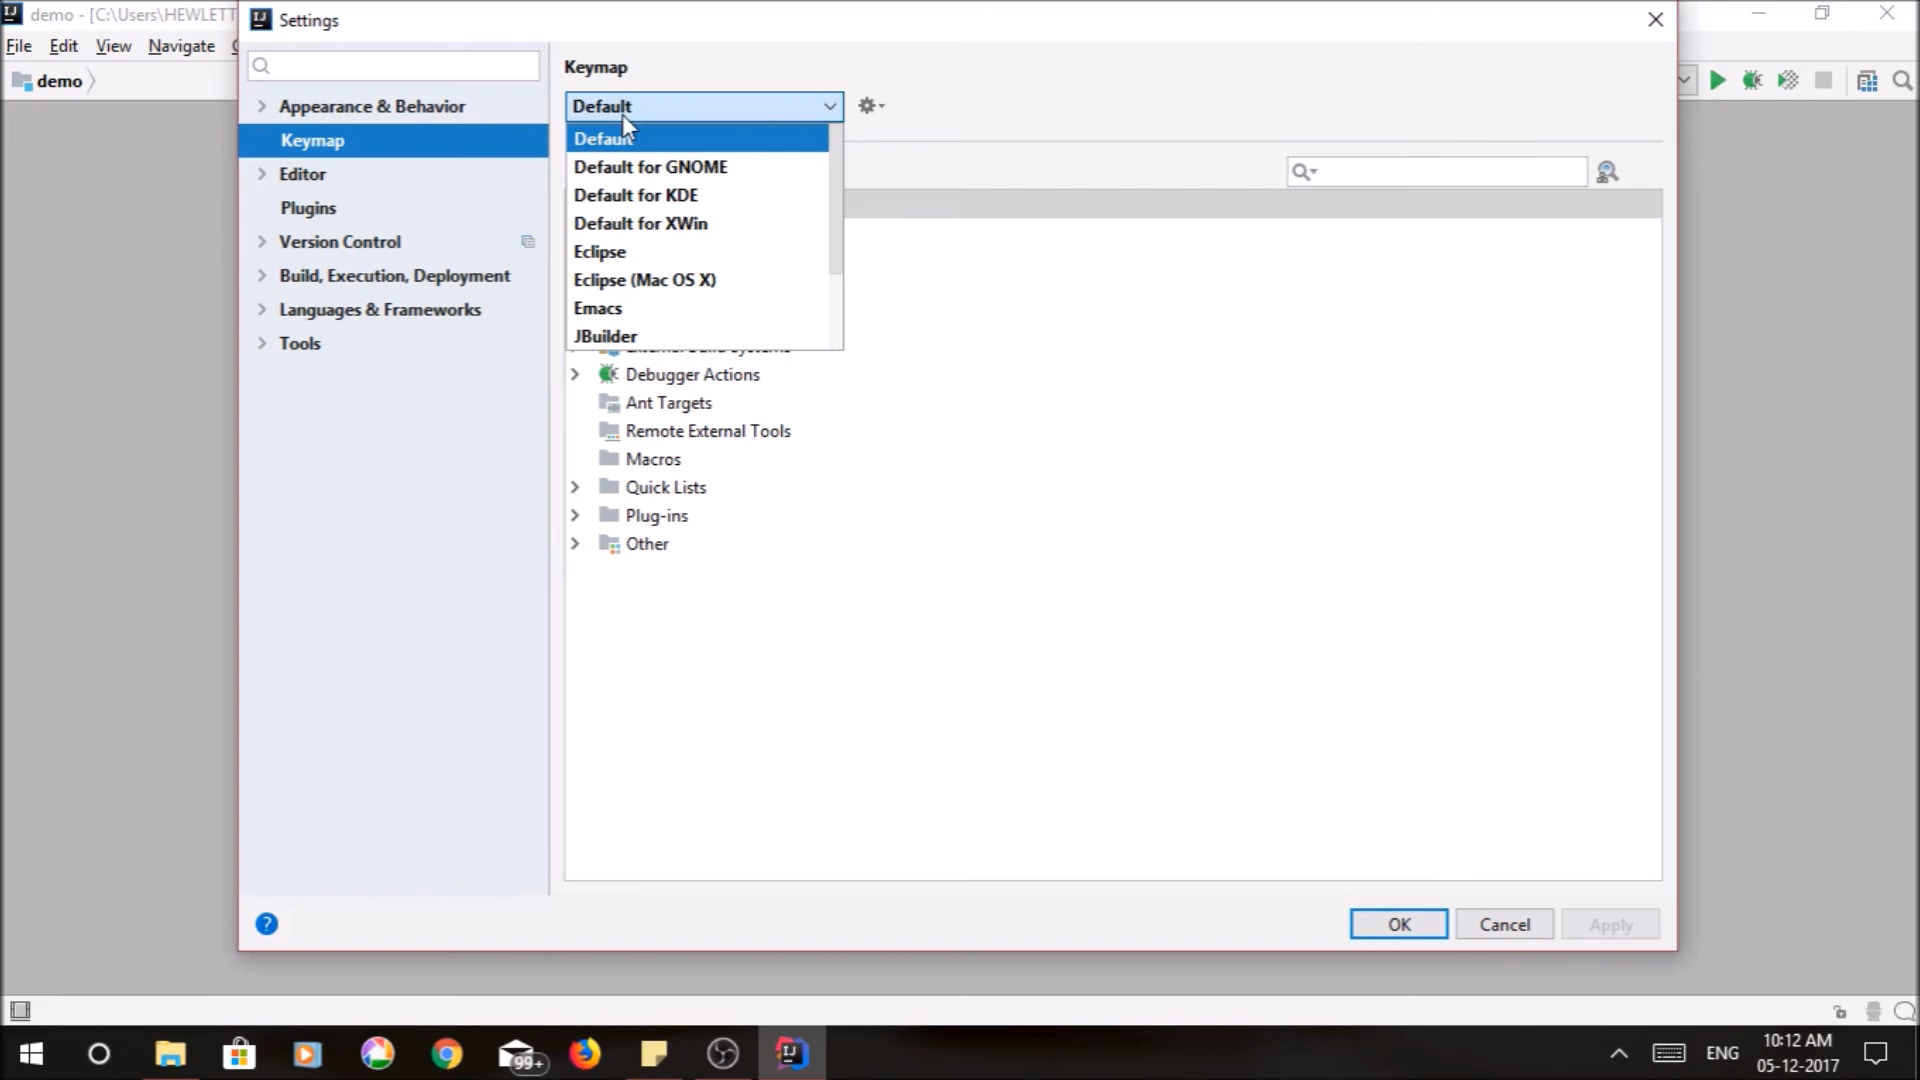 demo - [C:\Users\HEWLETT
Settings
File Edit View Navigate
demo
Appearance & Behavior
Keymap
Editor
Plugins
Version Control
Build, Execution, Deployment
Languages & Frameworks
Tools
Keymap
Default
Default
Default for GNOME
Default for KDE
Default for XWin
Eclipse
Eclipse (Mac OS X)
Emacs
JBuilder
Debugger Actions
Ant Targets
Remote External Tools
Macros
Quick Lists
Plug-ins
Other
?
OK Cancel Apply
99+
IJ
ENG
10:12 AM
05-12-2017